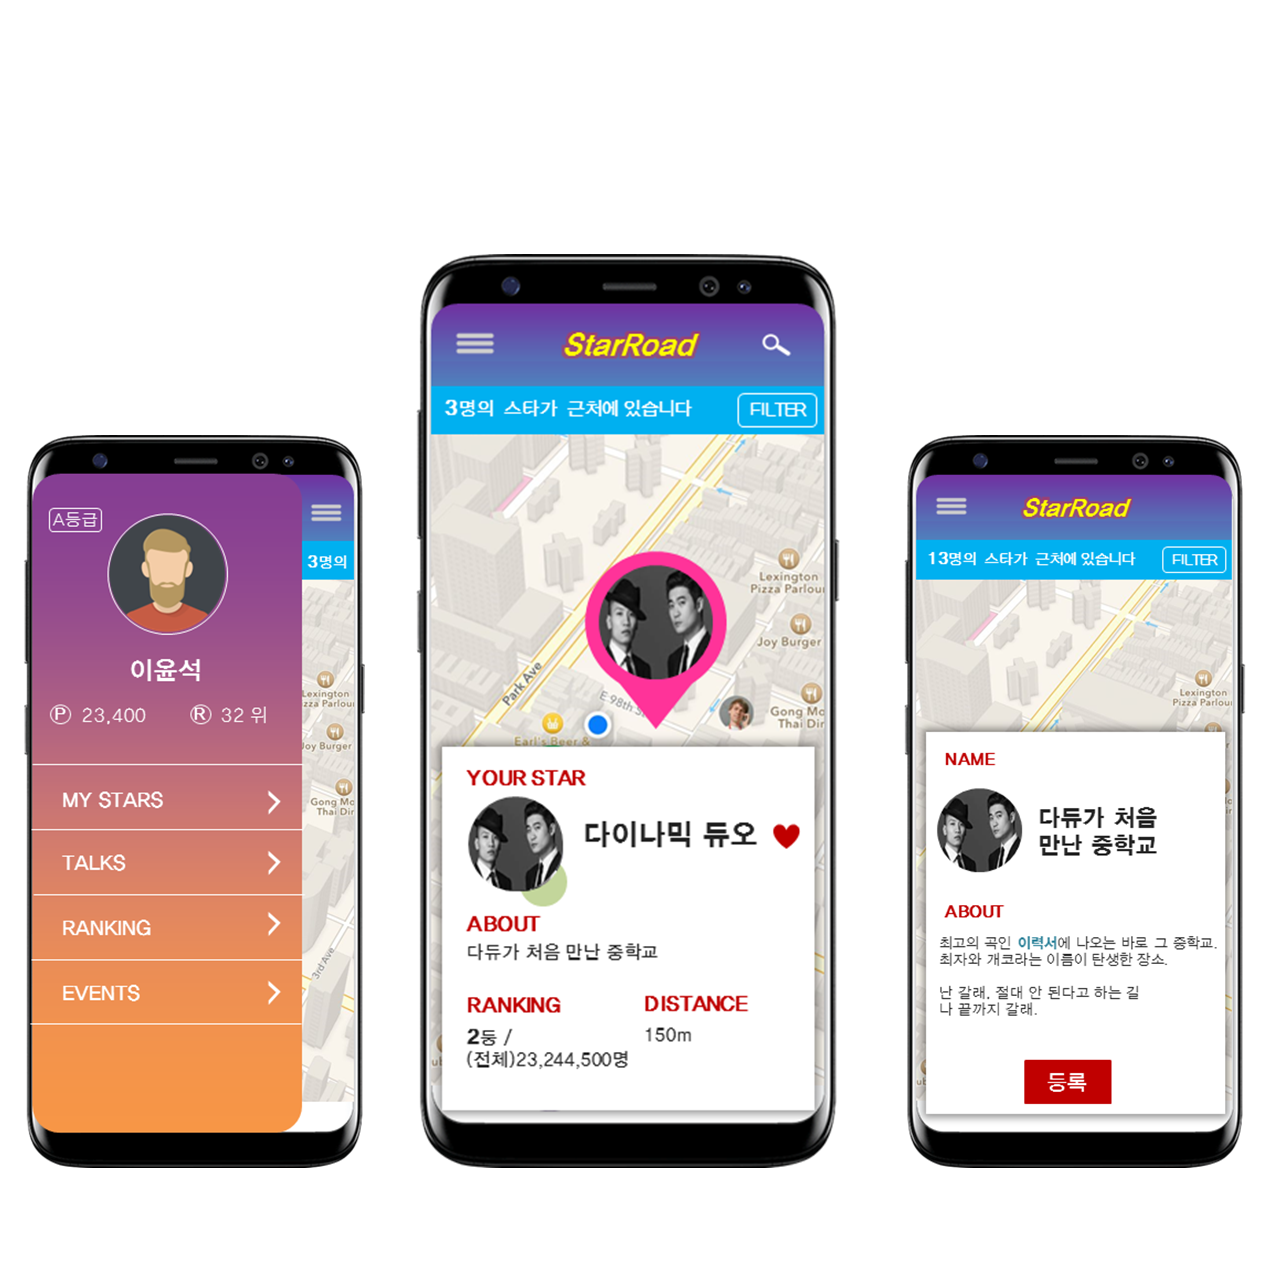 A등급
이윤석
Ⓟ 23,400
Ⓡ 32 위
MY STARS
TALKS
RANKING
EVENTS
3명의
Lexington
zza Parlou
Joy Burger
Gong Mo
Thai Dir
3rd Ave
StarRoad
3명의 스타가 근처에 있습니다
FILTER
Lexington
Pizza Parlour
Joy Burger
Park Ave
E 98th S
Gong Mo
Thai Dir
Earl's Beer &
YOUR STAR
다이나믹 듀오
ABOUT
다듀가 처음 만난 중학교
RANKING
2등 /
(전체)23,244,500명
DISTANCE
150m
StarRoad
13명의 스타가 근처에 있습니다
FILTER
Lexington
izza Parlou
Joy Burger
NAME
다듀가 처음
만난 중학교
ABOUT
최고의 곡인 이력서에 나오는 바로 그 중학교.
최자와 개코라는 이름이 탄생한 장소.
난 갈래, 절대 안 된다고 하는 길
나 끝까지 갈래.
등록